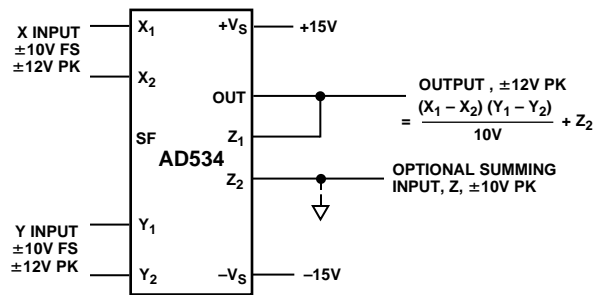 X INPUT
±10V FS
±12V PK
X1
X2
SF
AD534
Y INPUT
±10V FS
±12V PK
Y1
Y2
+VS
+15V
OUT
Z1
Z2
–VS
–15V
OUTPUT , ±12V PK
= (X1 – X2) (Y1 – Y2) / 10V + Z2
OPTIONAL SUMMING
INPUT, Z, ±10V PK